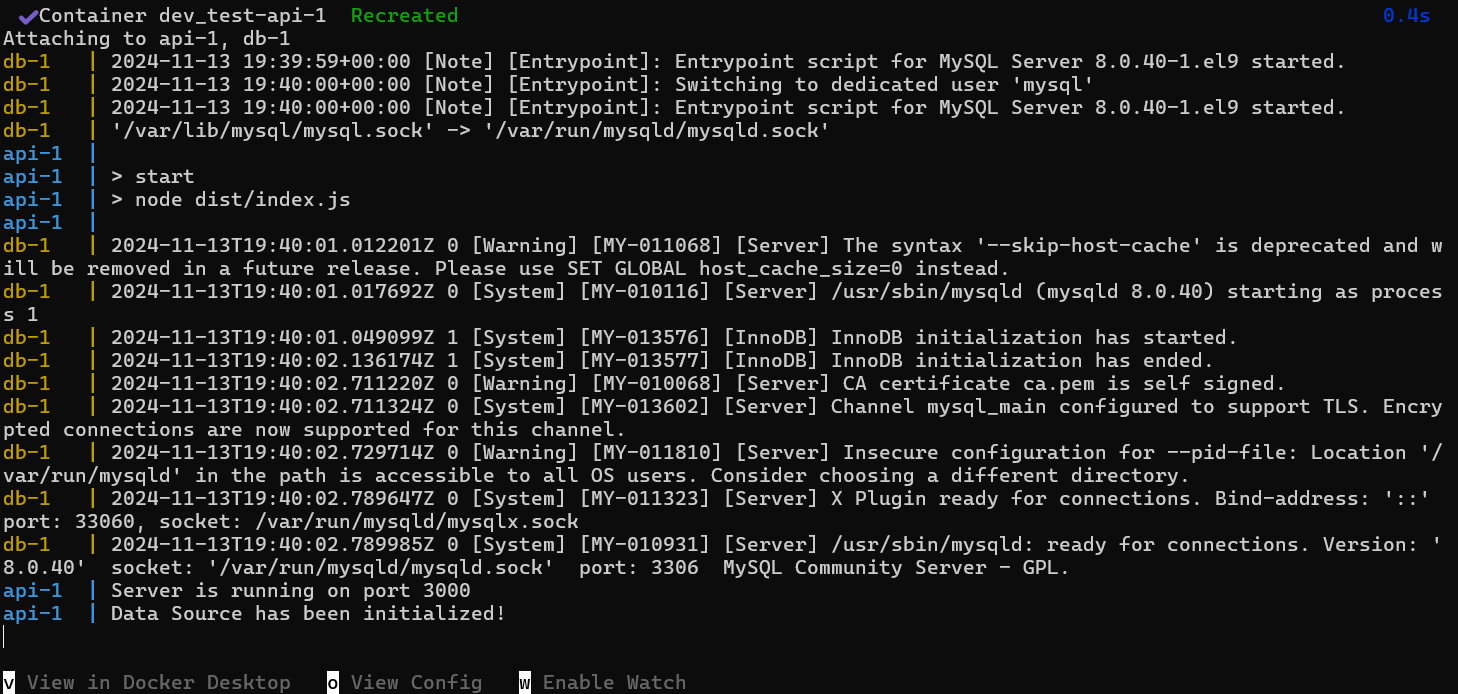 ✔Container dev_test-api-1  Recreated 0.4s
Attaching to api-1, db-1
db-1   | 2024-11-13 19:39:59+00:00 [Note] [Entrypoint]: Entrypoint script for MySQL Server 8.0.40-1.el9 started.
db-1   | 2024-11-13 19:40:00+00:00 [Note] [Entrypoint]: Switching to dedicated user 'mysql'
db-1   | 2024-11-13 19:40:00+00:00 [Note] [Entrypoint]: Entrypoint script for MySQL Server 8.0.40-1.el9 started.
db-1   | '/var/lib/mysql/mysql.sock' -> '/var/run/mysqld/mysqld.sock'
api-1  |
api-1  | > start
api-1  | > node dist/index.js
api-1  |
db-1   | 2024-11-13T19:40:01.012201Z 0 [Warning] [MY-011068] [Server] The syntax '--skip-host-cache' is deprecated and w
ill be removed in a future release. Please use SET GLOBAL host_cache_size=0 instead.
db-1   | 2024-11-13T19:40:01.017692Z 0 [System] [MY-010116] [Server] /usr/sbin/mysqld (mysqld 8.0.40) starting as proces
s 1
db-1   | 2024-11-13T19:40:01.049099Z 1 [System] [MY-013576] [InnoDB] InnoDB initialization has started.
db-1   | 2024-11-13T19:40:02.136174Z 1 [System] [MY-013577] [InnoDB] InnoDB initialization has ended.
db-1   | 2024-11-13T19:40:02.711220Z 0 [Warning] [MY-010068] [Server] CA certificate ca.pem is self signed.
db-1   | 2024-11-13T19:40:02.711324Z 0 [System] [MY-013602] [Server] Channel mysql_main configured to support TLS. Encry
pted connections are now supported for this channel.
db-1   | 2024-11-13T19:40:02.729714Z 0 [Warning] [MY-011810] [Server] Insecure configuration for --pid-file: Location '/
var/run/mysqld' in the path is accessible to all OS users. Consider choosing a different directory.
db-1   | 2024-11-13T19:40:02.789647Z 0 [System] [MY-011323] [Server] X Plugin ready for connections. Bind-address: '::'
port: 33060, socket: /var/run/mysqld/mysqlx.sock
db-1   | 2024-11-13T19:40:02.789985Z 0 [System] [MY-010931] [Server] /usr/sbin/mysqld: ready for connections. Version: '
8.0.40'  socket: '/var/run/mysqld/mysqld.sock'  port: 3306  MySQL Community Server - GPL.
api-1  | Server is running on port 3000
api-1  | Data Source has been initialized!
v View in Docker Desktop   o View Config   w Enable Watch